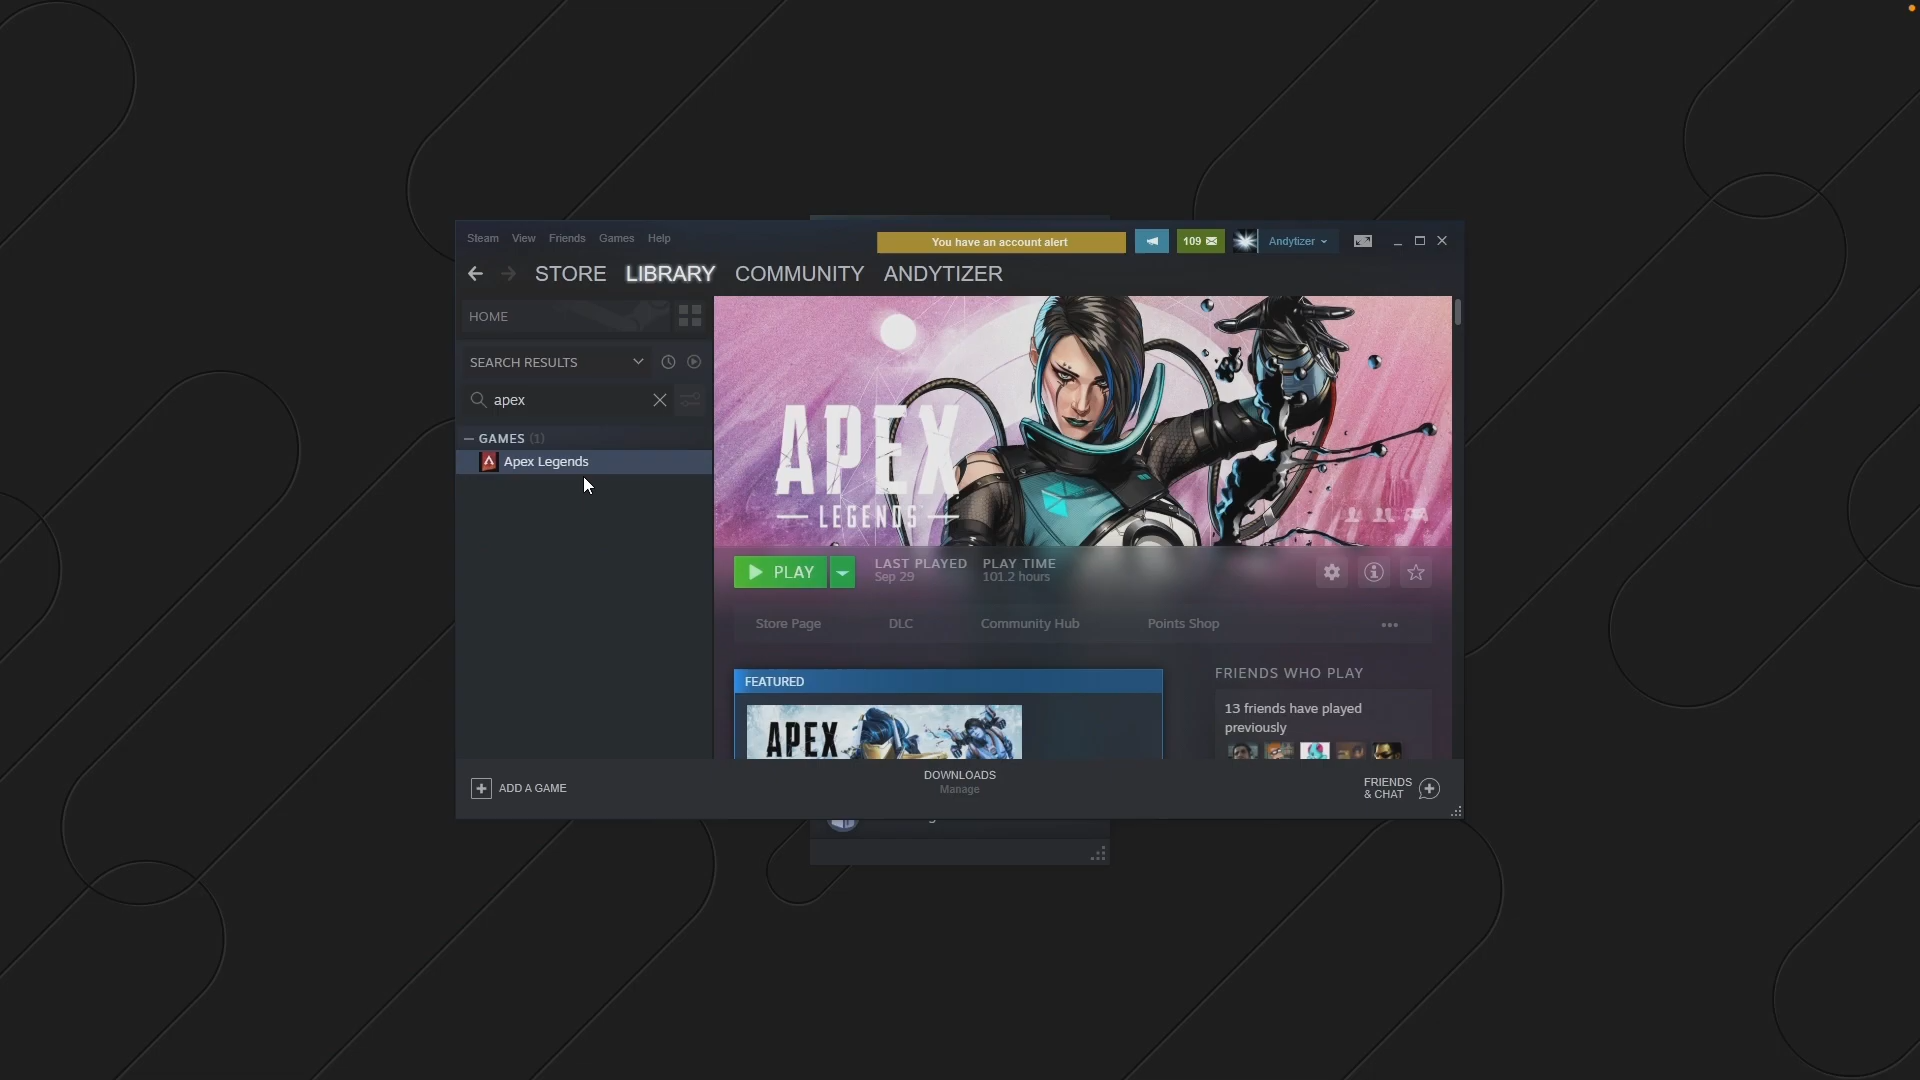 Steam View Friends Games Help
You have an account alert
109
Andytizer
STORE LIBRARY COMMUNITY ANDYTIZER
HOME
SEARCH RESULTS
apex
GAMES (1)
Apex Legends
APEX
LEGENDS
PLAY
LAST PLAYED
Sep 29
PLAY TIME
101.2 hours
Store Page DLC Community Hub Points Shop
FEATURED
APEX
FRIENDS WHO PLAY
13 friends have played
previously
ADD A GAME
DOWNLOADS
Manage
FRIENDS
& CHAT